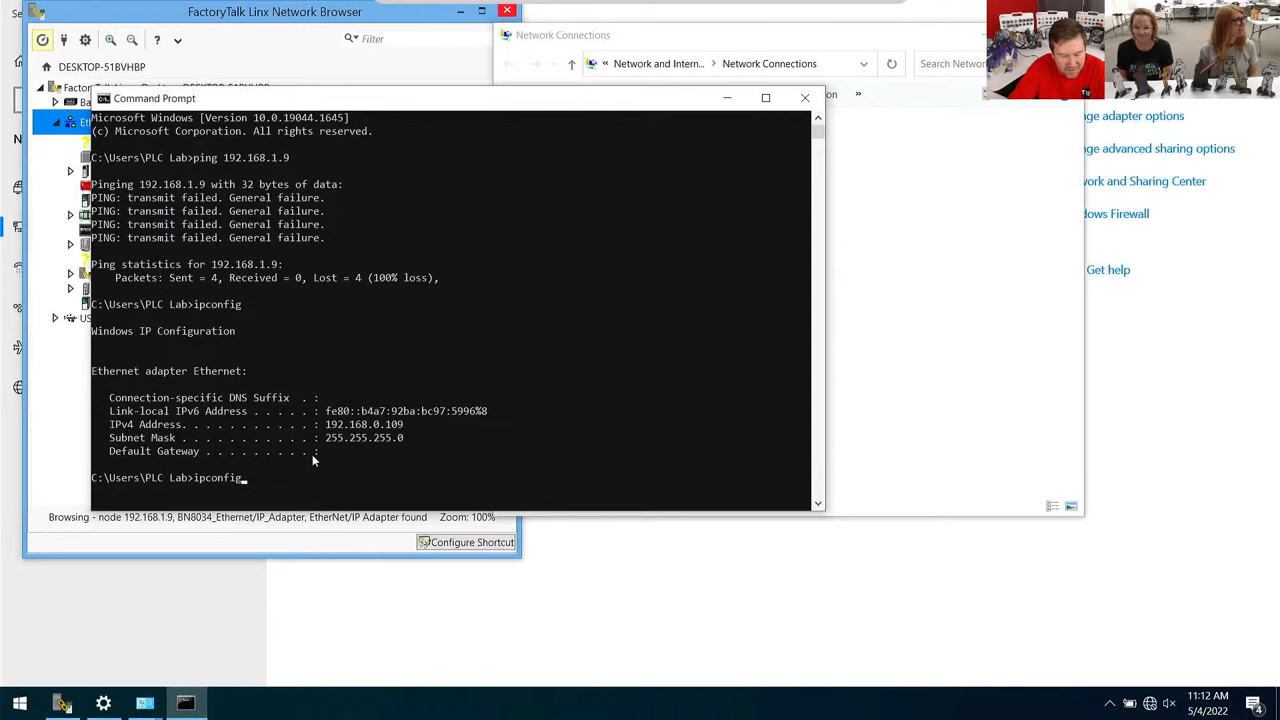 Se
FactoryTalk Linx Network Browser
Filter
DESKTOP-51BVHBP
Network Connections
Network and Intern...
Network Connections
Search Netwo
Command Prompt
Microsoft Windows [Version 10.0.19044.1645]
(c) Microsoft Corporation. All rights reserved.
C:\Users\PLC Lab>ping 192.168.1.9
Pinging 192.168.1.9 with 32 bytes of data:
PING: transmit failed. General failure.
PING: transmit failed. General failure.
PING: transmit failed. General failure.
PING: transmit failed. General failure.
Ping statistics for 192.168.1.9:
Packets: Sent = 4, Received = 0, Lost = 4 (100% loss),
C:\Users\PLC Lab>ipconfig
Windows IP Configuration
Ethernet adapter Ethernet:
Connection-specific DNS Suffix . :
Link-local IPv6 Address . . . . . : fe80::b4a7:92ba:bc97:5996%8
IPv4 Address. . . . . . . . . . . : 192.168.0.109
Subnet Mask . . . . . . . . . . . : 255.255.255.0
Default Gateway . . . . . . . . . :
C:\Users\PLC Lab>ipconfig
nge adapter options
nge advanced sharing options
work and Sharing Center
dows Firewall
Get help
Browsing - node 192.168.1.9, BN8034_Ethernet/IP_Adapter, EtherNet/IP Adapter found
Zoom: 100%
Configure Shortcut
11:12 AM
5/4/2022
4